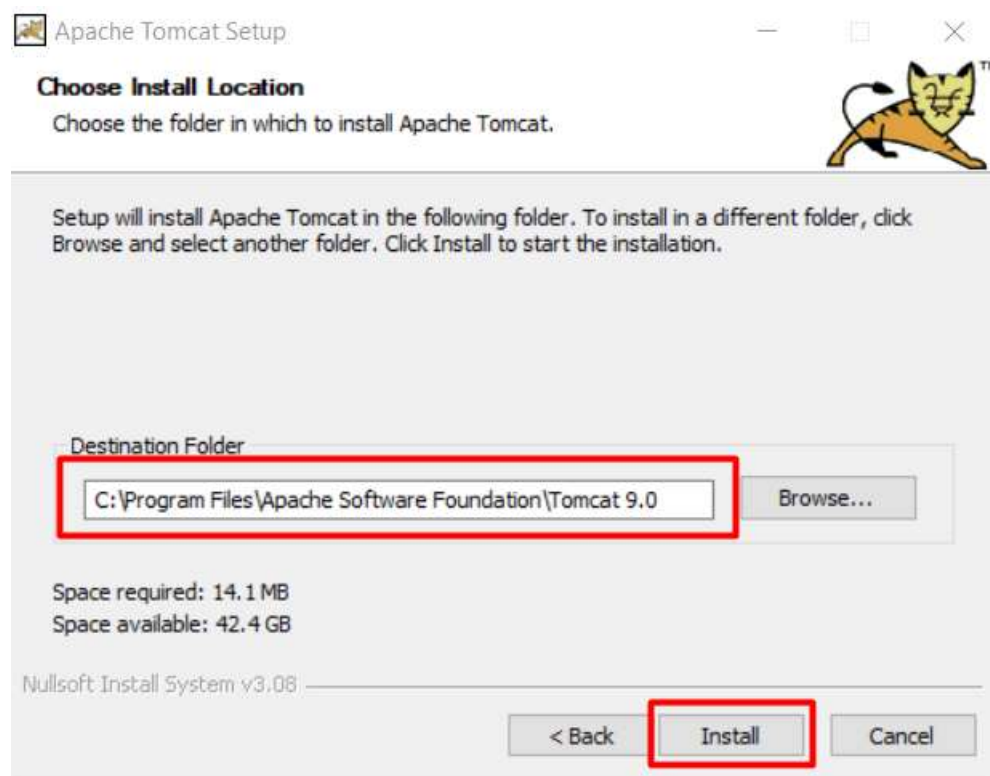 Apache Tomcat Setup
Choose Install Location
Choose the folder in which to install Apache Tomcat.
TM
Setup will install Apache Tomcat in the following folder. To install in a different folder, click
Browse and select another folder. Click Install to start the installation.
Destination Folder
C:\Program Files\Apache Software Foundation\Tomcat 9.0
Browse...
Space required: 14.1 MB
Space available: 42.4 GB
Nullsoft Install System v3.08
< Back Install Cancel